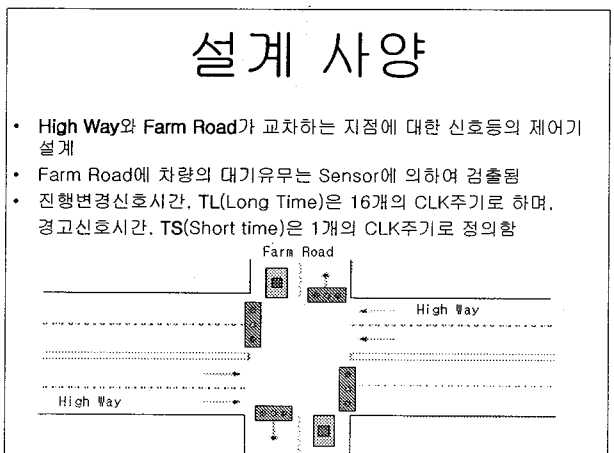 설계 사양
• High Way와 Farm Road가 교차하는 지점에 대한 신호등의 제어기
설계
• Farm Road에 차량의 대기유무는 Sensor에 의하여 검출됨
• 진행변경신호시간, TL(Long Time)은 16개의 CLK주기로 하며,
경고신호시간, TS(Short time)은 1개의 CLK주기로 정의함
Farm Road
High Way
High Way